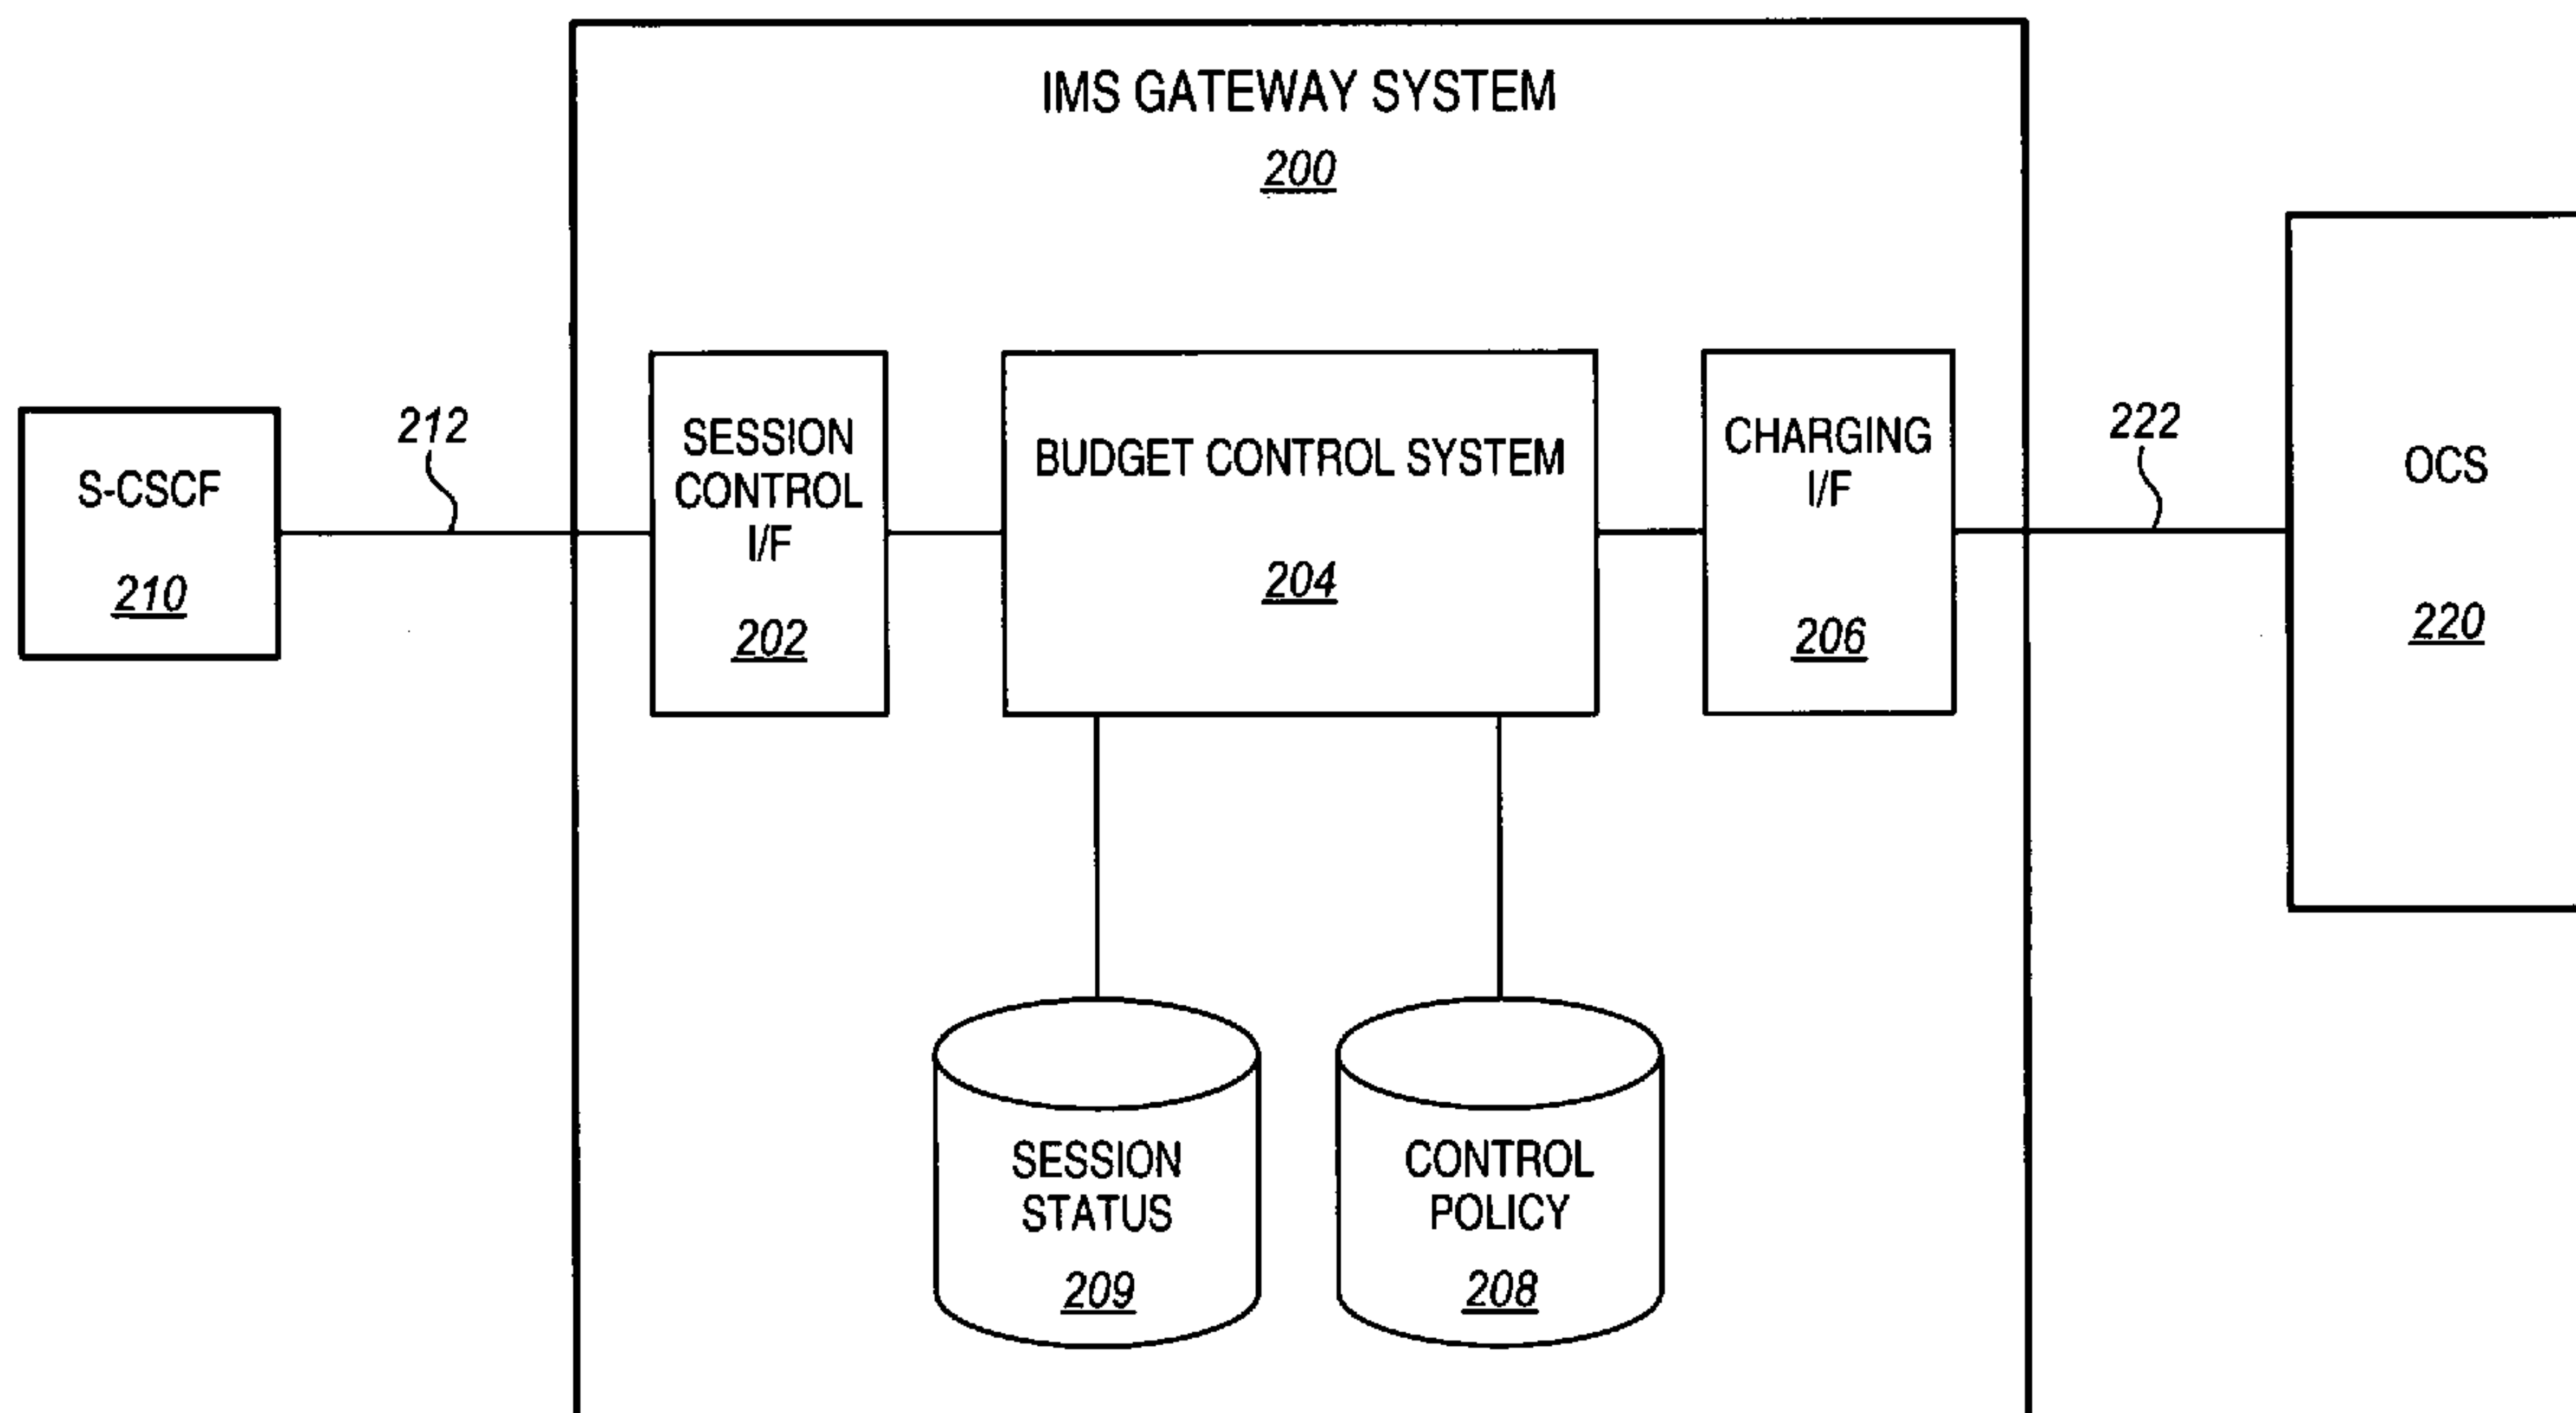 IMS GATEWAY SYSTEM
200
S-CSCF
210
212
SESSION
CONTROL
I/F
202
BUDGET CONTROL SYSTEM
204
CHARGING
I/F
206
222
OCS
220
SESSION
STATUS
209
CONTROL
POLICY
208